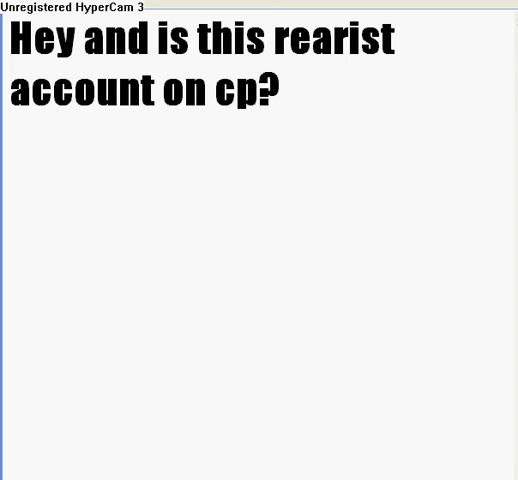 Unregistered HyperCam 3
Hey and is this rearist
account on cp?